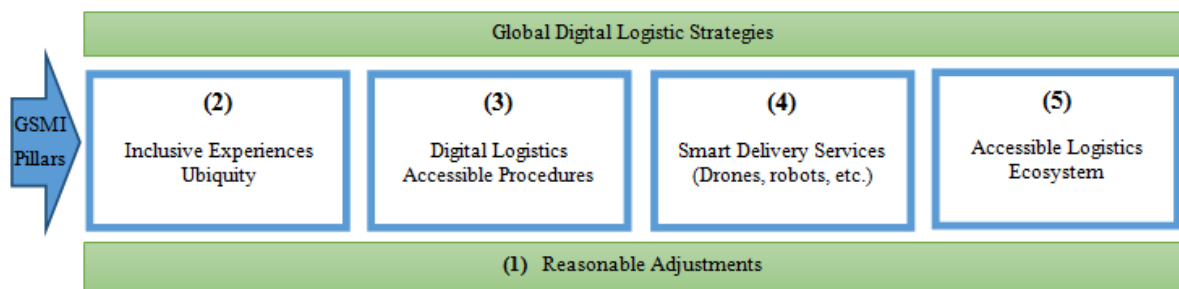 Global Digital Logistic Strategies
GSMI
Pillars
(2)
Inclusive Experiences
Ubiquity
(3)
Digital Logistics
Accessible Procedures
(4)
Smart Delivery Services
(Drones, robots, etc.)
(5)
Accessible Logistics
Ecosystem
(1) Reasonable Adjustments